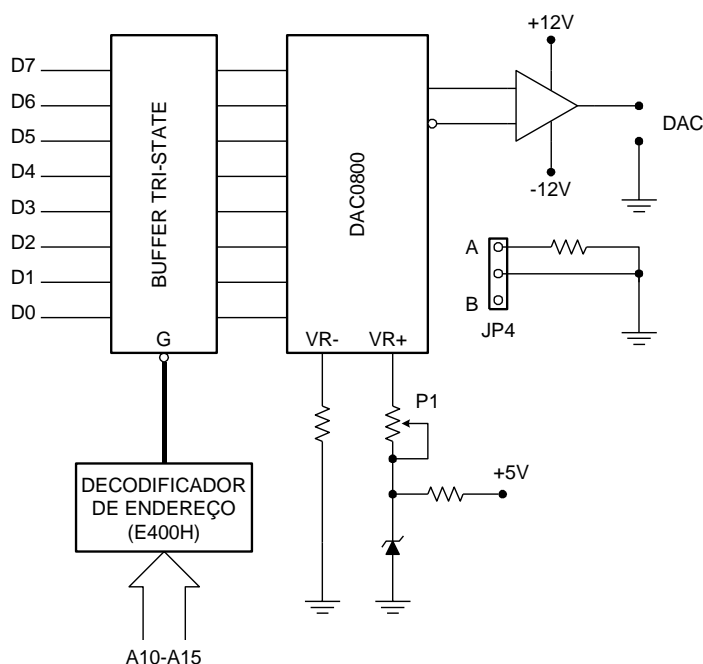 +12V
D7
D6
D5
D4
D3
D2
D1
D0
BUFFER TRI-STATE
G
DAC0800
VR-
VR+
DAC
-12V
A
B
JP4
P1
+5V
DECODIFICADOR
DE ENDEREÇO
(E400H)
A10-A15